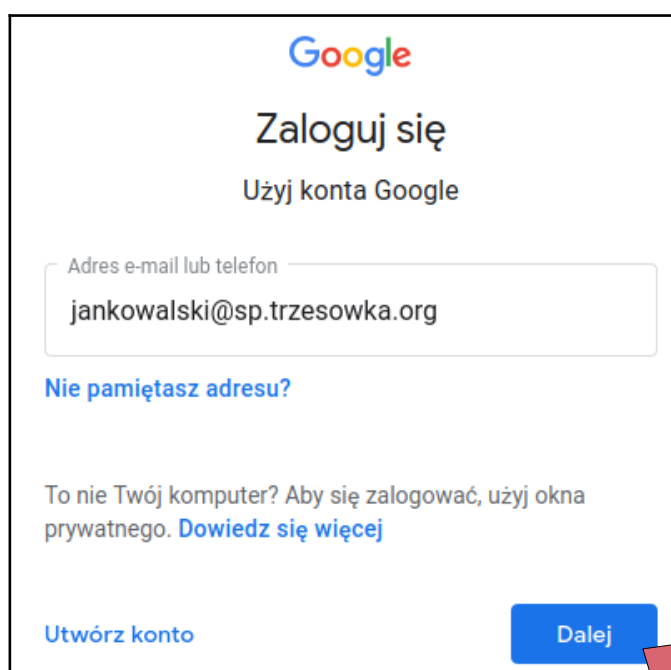 Google
Zaloguj się
Użyj konta Google
Adres e-mail lub telefon
jankowalski@sp.trzesowka.org
Nie pamiętasz adresu?
To nie Twój komputer? Aby się zalogować, użyj okna
prywatnego. Dowiedz się więcej
Utwórz konto
Dalej